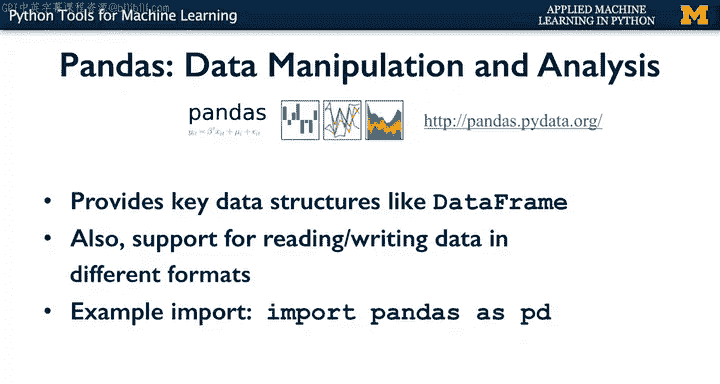 Python Tools for Machine Learning
APPLIED MACHINE
LEARNING IN PYTHON
M
Pandas: Data Manipulation and Analysis
pandas
http://pandas.pydata.org/
• Provides key data structures like DataFrame
• Also, support for reading/writing data in
different formats
• Example import: import pandas as pd